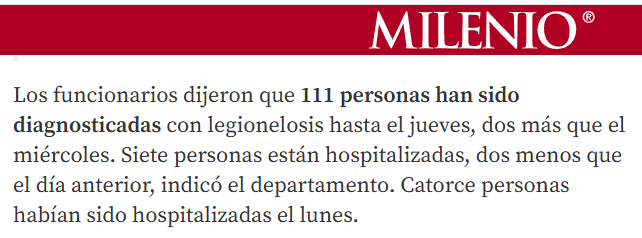 MILENIO®
Los funcionarios dijeron que 111 personas han sido
diagnosticadas con legionelosis hasta el jueves, dos más que el
miércoles. Siete personas están hospitalizadas, dos menos que
el día anterior, indicó el departamento. Catorce personas
habían sido hospitalizadas el lunes.